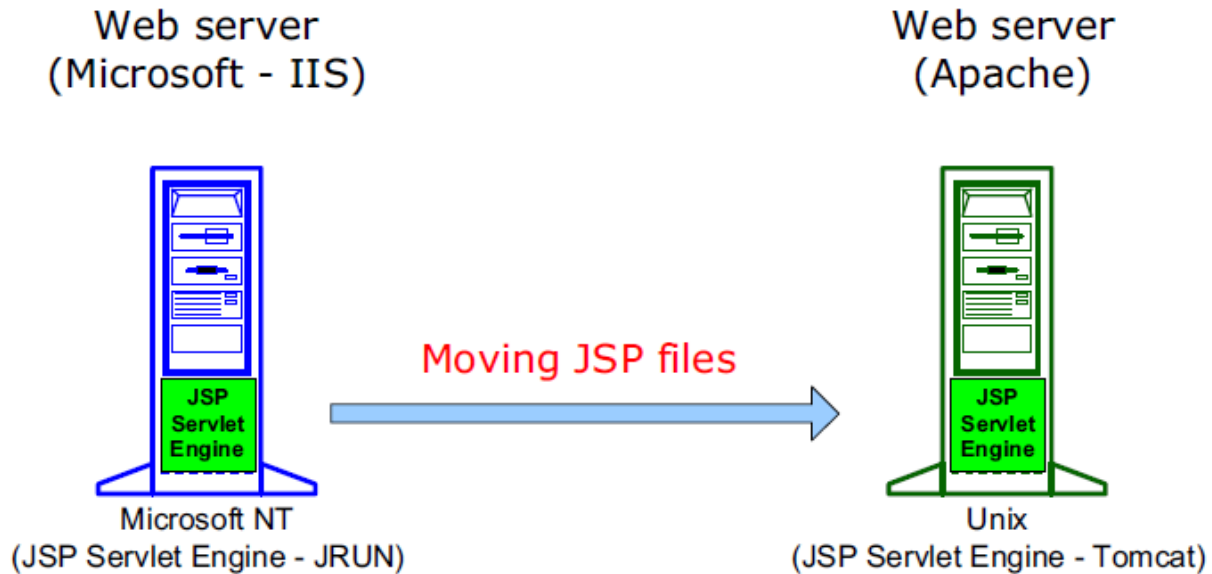 Web server
(Microsoft - IIS)
Web server
(Apache)
Moving JSP files
JSP
Servlet
Engine
JSP
Servlet
Engine
Microsoft NT
(JSP Servlet Engine - JRUN)
Unix
(JSP Servlet Engine - Tomcat)